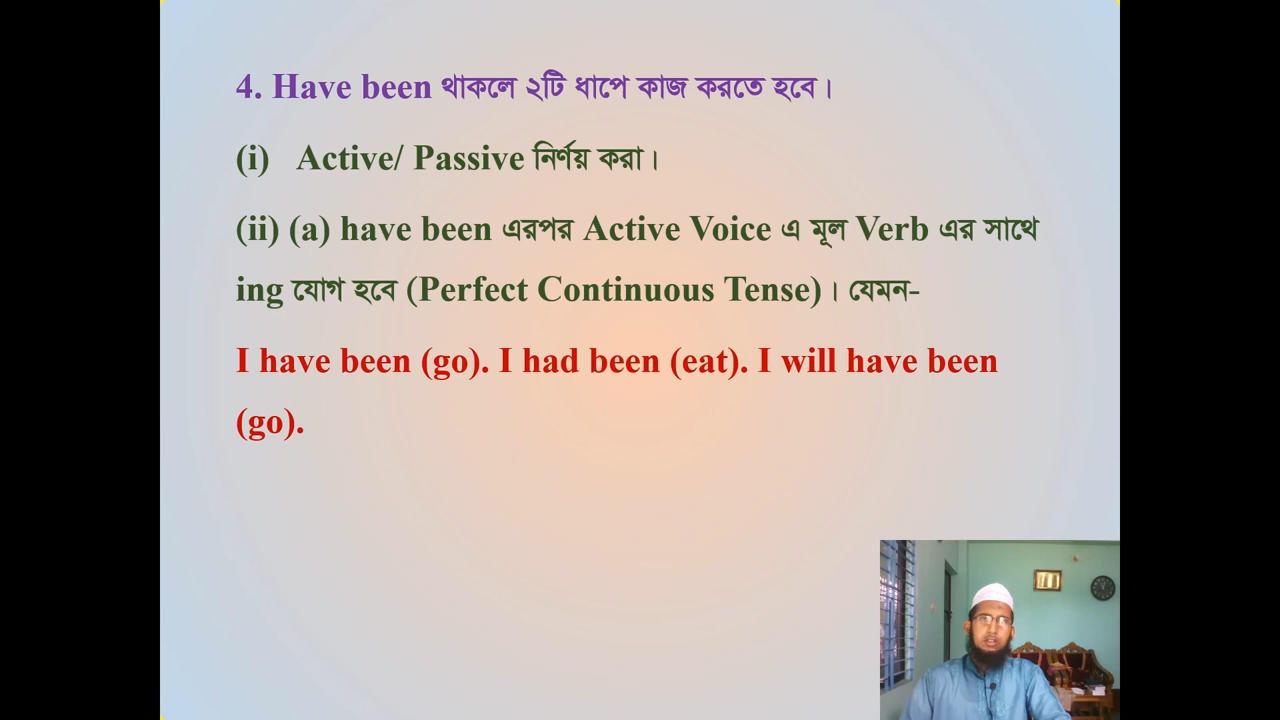 4. Have been থাকলে ২টি ধাপে কাজ করতে হবে।
(i) Active/ Passive নির্ণয় করা।
(ii) (a) have been এরপর Active Voice এ মূল Verb এর সাথে
ing যোগ হবে (Perfect Continuous Tense)। যেমন-
I have been (go). I had been (eat). I will have been
(go).